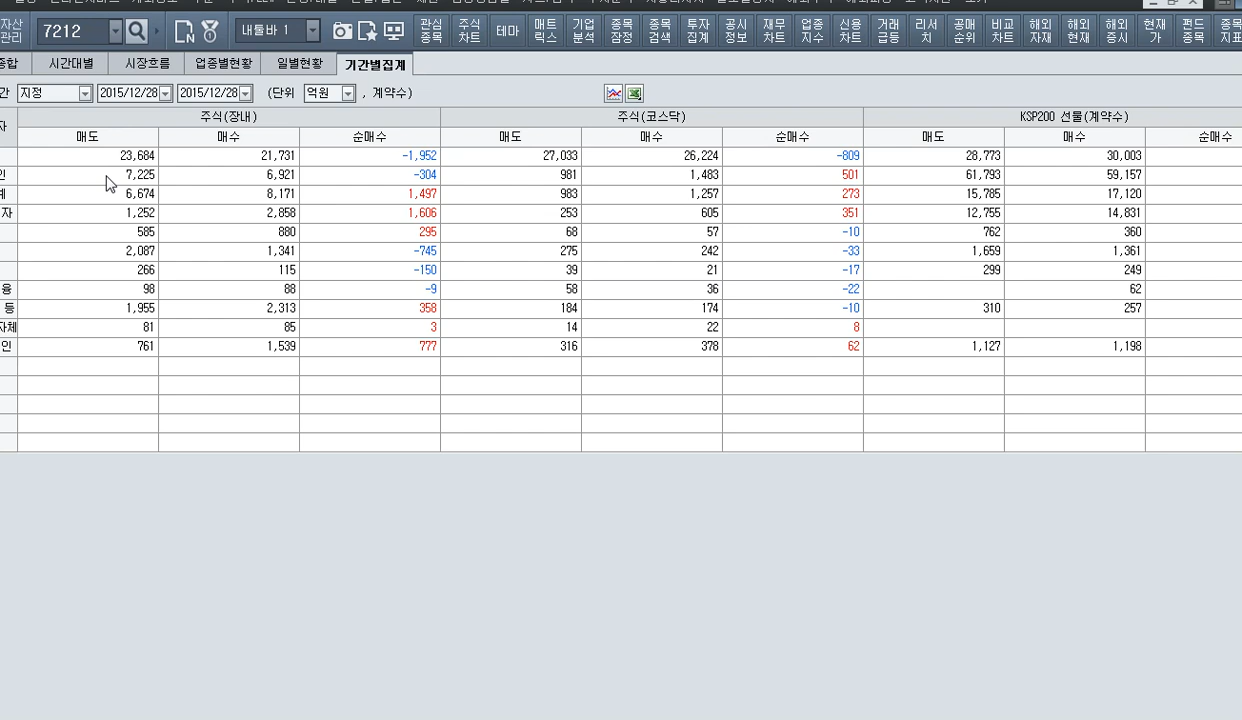 자산
관리
7212
내툴바 1
관심
종목
주식
차트
테마
매트
릭스
기업
분석
종목
잠정
종목
검색
투자
집계
공시
정보
재무
차트
업종
지수
신용
차트
거래
급등
리서
치
공매
순위
비교
차트
해외
자재
해외
현재
해외
증시
현재
가
펀드
종목
종목
지표
종합 시간대별 시장흐름 업종별현황 일별현황 기간별집계
간 지정 2015/12/28 2015/12/28 (단위 억원 , 계약수)
자 주식(장내) 주식(코스닥) KSP200 선물(계약수)
매도 매수 순매수 매도 매수 순매수 매도 매수 순매수
23,684 21,731 -1,952 27,033 26,224 -809 28,773 30,003
인 7,225 6,921 -304 981 1,483 501 61,793 59,157
계 6,674 8,171 1,497 983 1,257 273 15,785 17,120
자 1,252 2,858 1,606 253 605 351 12,755 14,831
585 880 295 68 57 -10 762 360
2,087 1,341 -745 275 242 -33 1,659 1,361
266 115 -150 39 21 -17 299 249
융 98 88 -9 58 36 -22 62
등 1,955 2,313 358 184 174 -10 310 257
자체 81 85 3 14 22 8
인 761 1,539 777 316 378 62 1,127 1,198